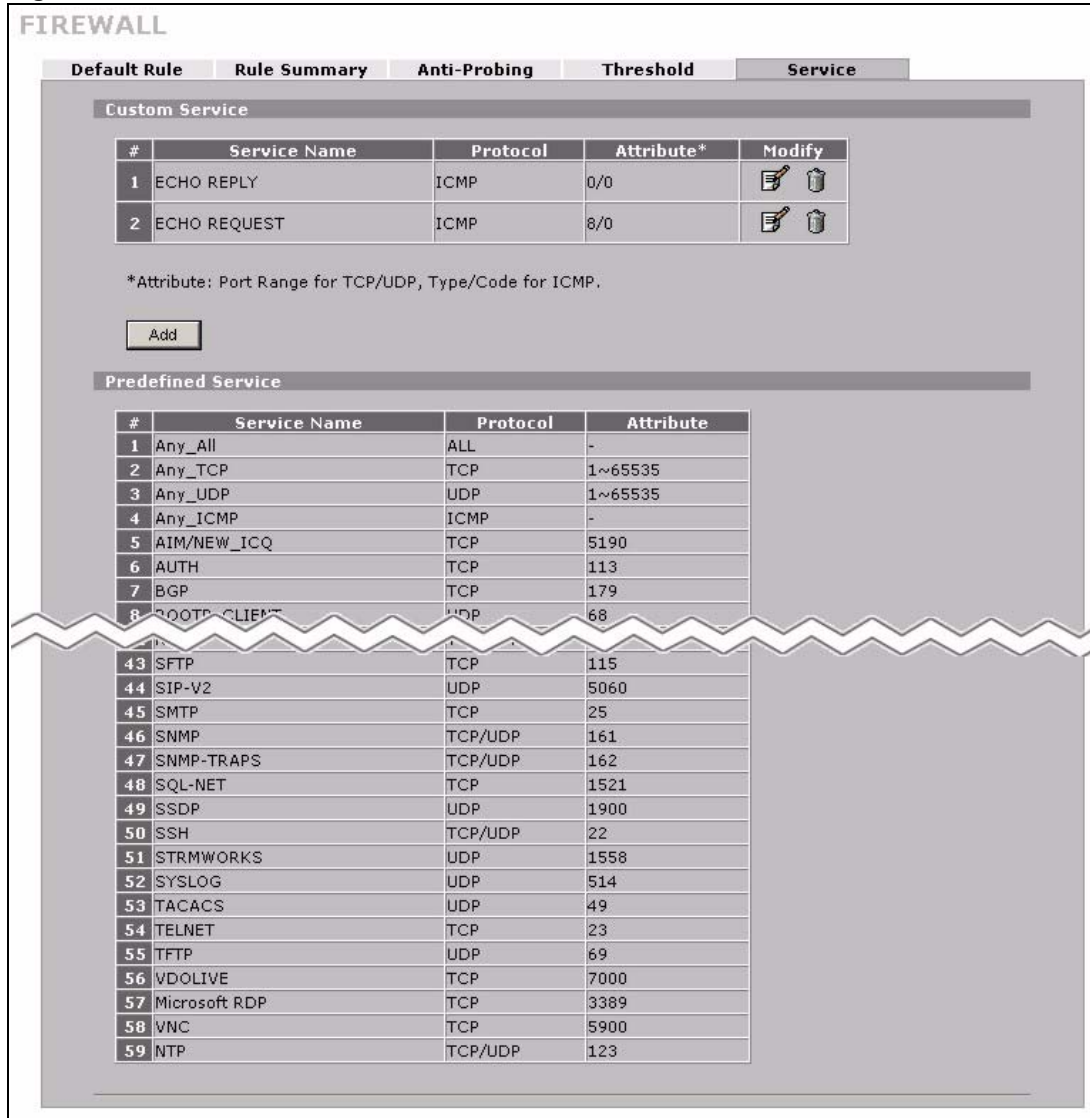 FIREWALL
Default Rule Rule Summary Anti-Probing Threshold Service
Custom Service
# Service Name Protocol Attribute* Modify
1 ECHO REPLY ICMP 0/0
2 ECHO REQUEST ICMP 8/0
*Attribute: Port Range for TCP/UDP, Type/Code for ICMP.
Add
Predefined Service
# Service Name Protocol Attribute
1 Any_All ALL -
2 Any_TCP TCP 1~65535
3 Any_UDP UDP 1~65535
4 Any_ICMP ICMP -
5 AIM/NEW_ICQ TCP 5190
6 AUTH TCP 113
7 BGP TCP 179
8 BOOTP_CLIENT UDP 68
43 SFTP TCP 115
44 SIP-V2 UDP 5060
45 SMTP TCP 25
46 SNMP TCP/UDP 161
47 SNMP-TRAPS TCP/UDP 162
48 SQL-NET TCP 1521
49 SSDP UDP 1900
50 SSH TCP/UDP 22
51 STRMWORKS UDP 1558
52 SYSLOG UDP 514
53 TACACS UDP 49
54 TELNET TCP 23
55 TFTP UDP 69
56 VDOLIVE TCP 7000
57 Microsoft RDP TCP 3389
58 VNC TCP 5900
59 NTP TCP/UDP 123